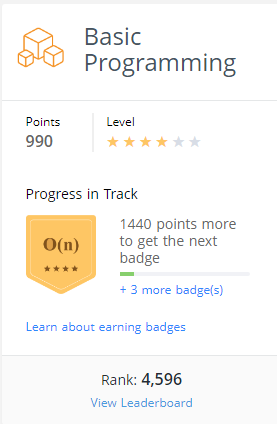 Basic
Programming
Points
Level
990
Progress in Track
O(n)
1440 points more
to get the next
badge
+ 3 more badge(s)
Learn about earning badges
Rank: 4,596
View Leaderboard